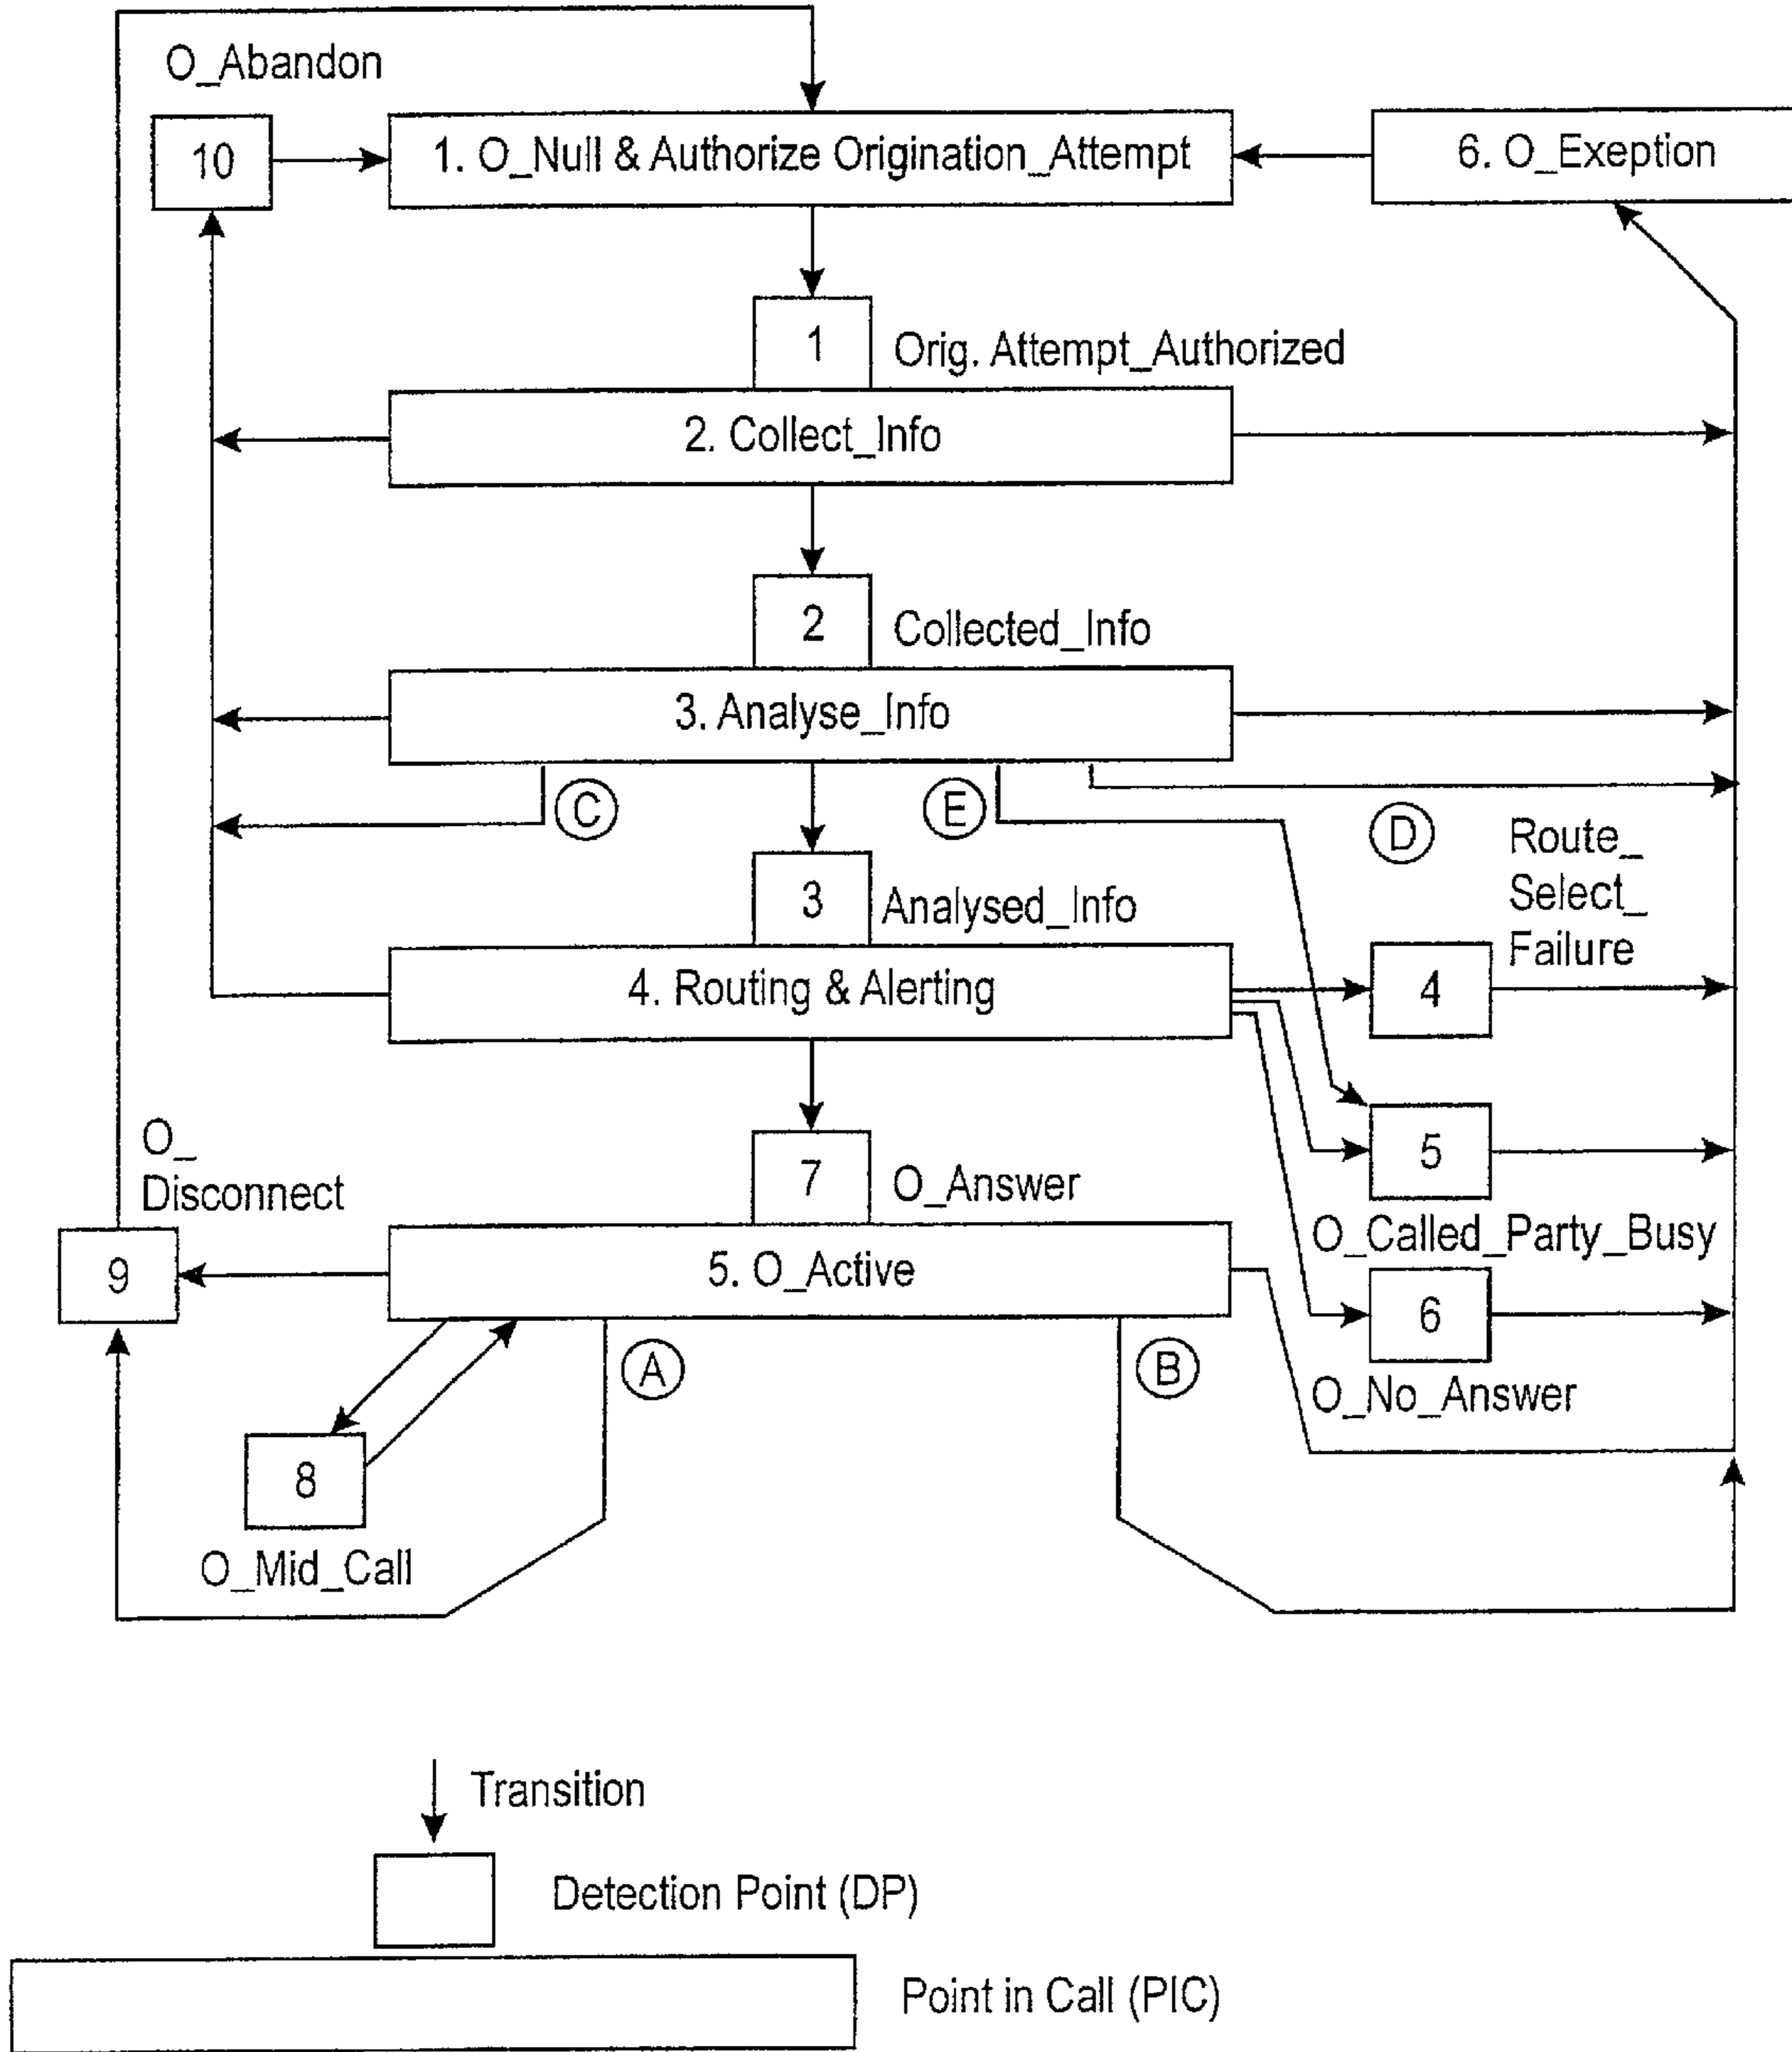 O_Abandon
10
1. O_Null & Authorize Origination_Attempt
6. O_Exeption
1
Orig. Attempt_Authorized
2. Collect_Info
2
Collected_Info
3. Analyse_Info
C
E
D
Route_
Select_
Failure
3
Analysed_Info
4. Routing & Alerting
4
O_
Disconnect
7
O_Answer
5
O_Called_Party_Busy
9
5. O_Active
6
O_No_Answer
A
B
8
O_Mid_Call
Transition
Detection Point (DP)
Point in Call (PIC)